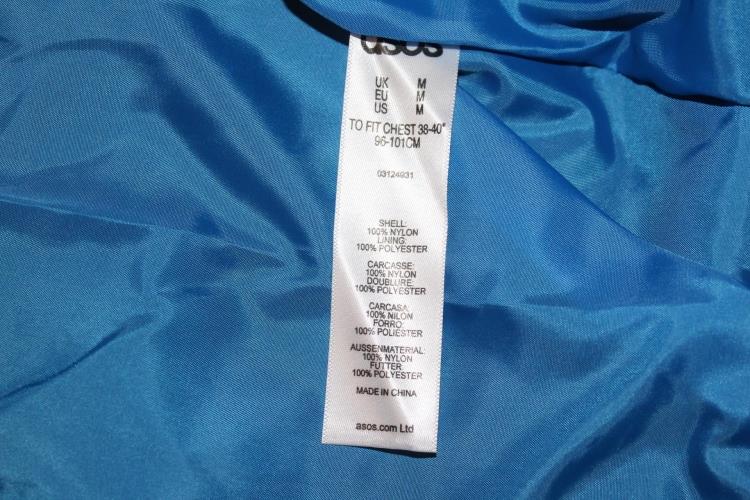 asos
UK M
EU M
US M
TO FIT CHEST 38-40"
96-101CM
03124931
SHELL:
100% NYLON
LINING:
100% POLYESTER
CARCASSE:
100% NYLON
DOUBLURE:
100% POLYESTER
CARCASA:
100% NILON
FORRO:
100% POLIESTER
AUSSENMATERIAL:
100% NYLON
FUTTER:
100% POLYESTER
MADE IN CHINA
asos.com Ltd